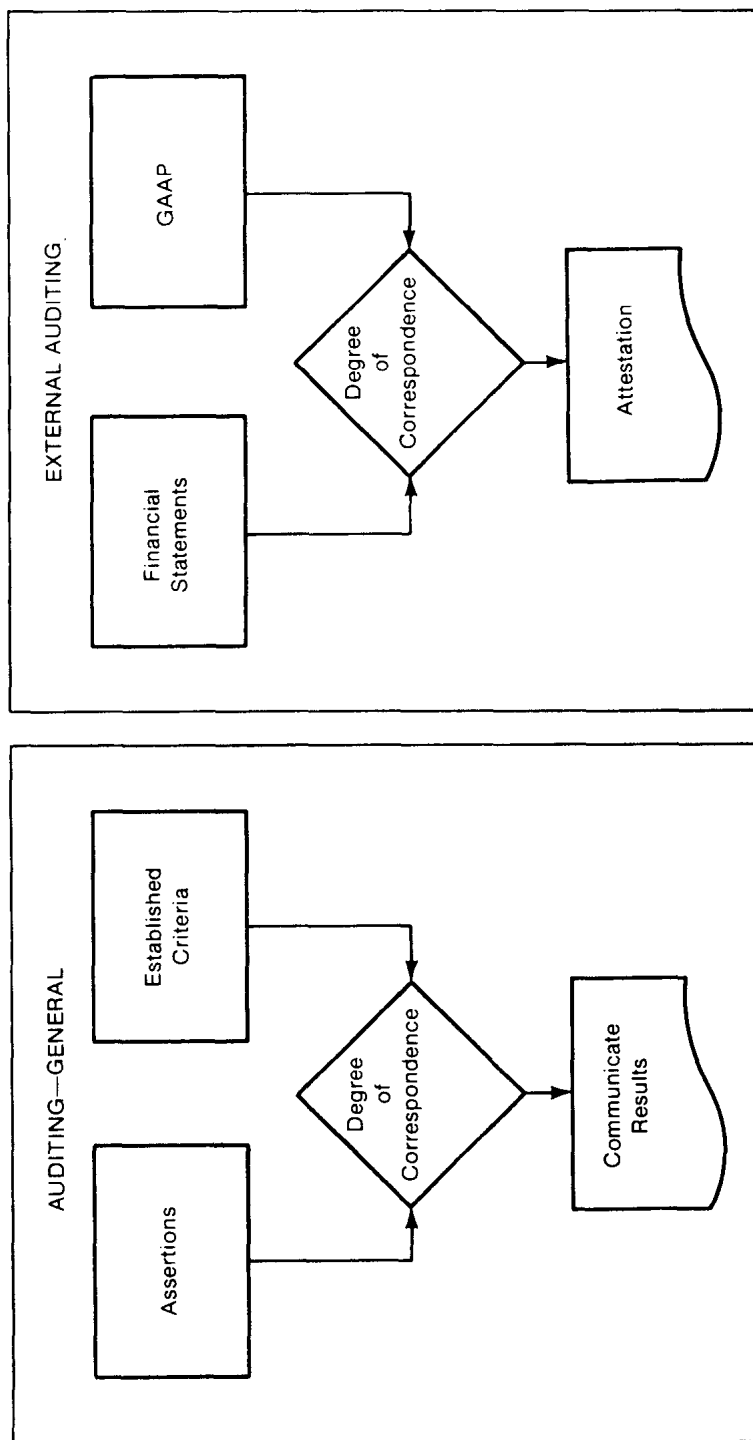 AUDITING—GENERAL
Assertions
Established
Criteria
Degree
of
Correspondence
Communicate
Results
EXTERNAL AUDITING
Financial
Statements
GAAP
Degree
of
Correspondence
Attestation